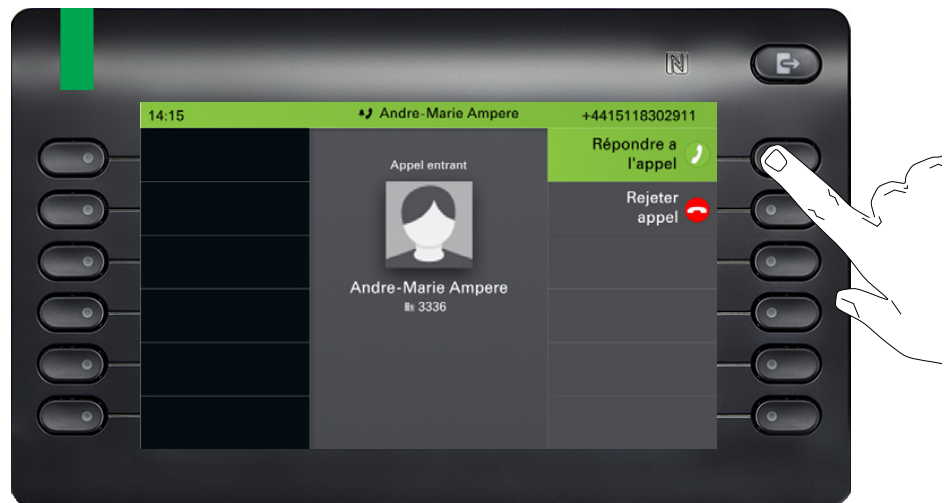 14:15
Andre-Marie Ampere
+4415118302911
Répondre a
l'appel
Appel entrant
Rejeter
appel
Andre-Marie Ampere
3336